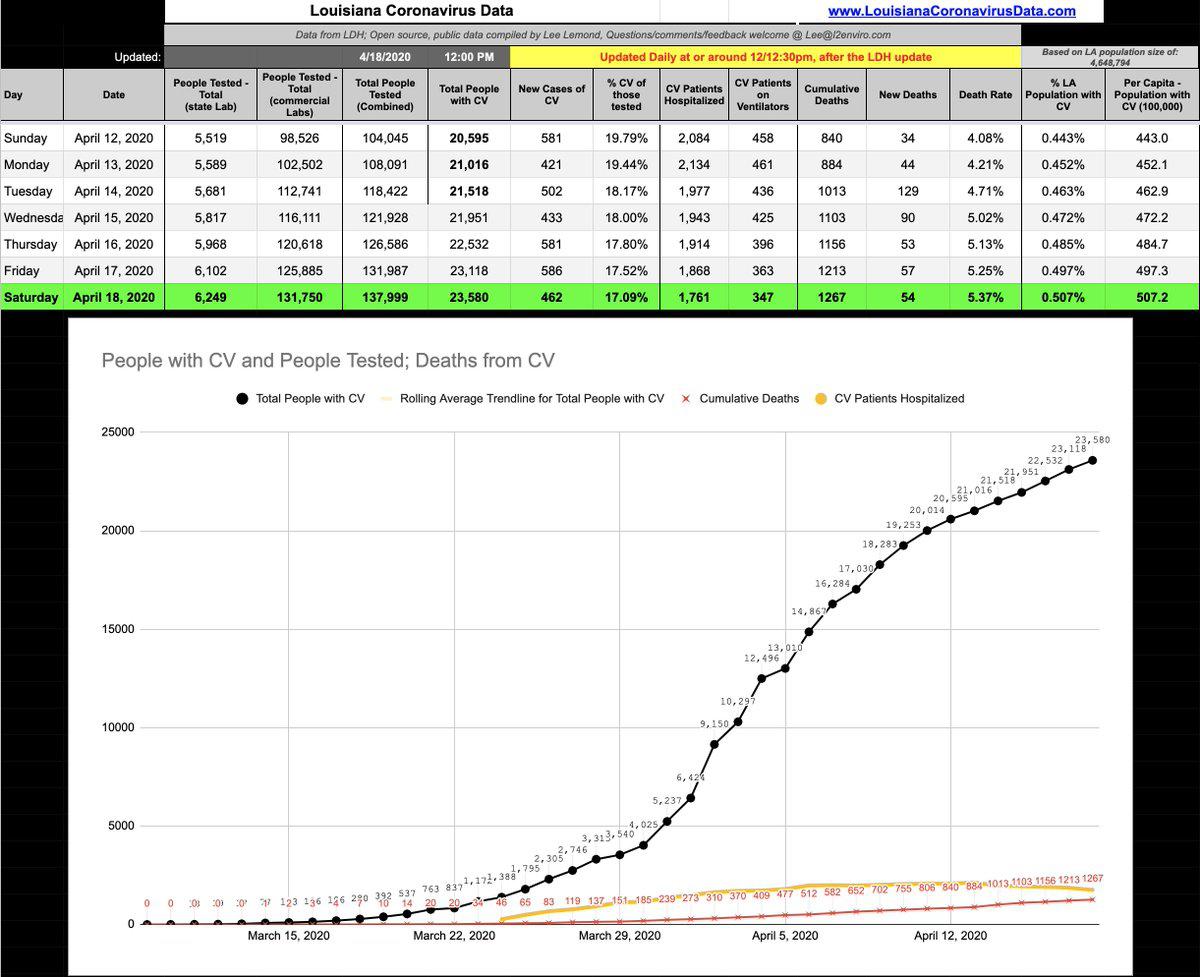 Louisiana Coronavirus Data www.LouisianaCoronavirusData.com
Data from LDH; Open source, public data compiled by Lee Lemond, Questions/comments/feedback welcome @ Lee@l2enviro.com
Updated: 4/18/2020 12:00 PM Updated Daily at or around 12/12:30pm, after the LDH update Based on LA population size of: 4,648,794
Day Date People Tested - Total (state Lab) People Tested - Total (commercial Labs) Total People Tested (Combined) Total People with CV New Cases of CV % CV of those tested CV Patients Hospitalized CV Patients on Ventilators Cumulative Deaths New Deaths Death Rate % LA Population with CV Per Capita - Population with CV (100,000)
Sunday April 12, 2020 5,519 98,526 104,045 20,595 581 19.79% 2,084 458 840 34 4.08% 0.443% 443.0
Monday April 13, 2020 5,589 102,502 108,091 21,016 421 19.44% 2,134 461 884 44 4.21% 0.452% 452.1
Tuesday April 14, 2020 5,681 112,741 118,422 21,518 502 18.17% 1,977 436 1013 129 4.71% 0.463% 462.9
Wednesda April 15, 2020 5,817 116,111 121,928 21,951 433 18.00% 1,943 425 1103 90 5.02% 0.472% 472.2
Thursday April 16, 2020 5,968 120,618 126,586 22,532 581 17.80% 1,914 396 1156 53 5.13% 0.485% 484.7
Friday April 17, 2020 6,102 125,885 131,987 23,118 586 17.52% 1,868 363 1213 57 5.25% 0.497% 497.3
Saturday April 18, 2020 6,249 131,750 137,999 23,580 462 17.09% 1,761 347 1267 54 5.37% 0.507% 507.2
People with CV and People Tested; Deaths from CV
Total People with CV Rolling Average Trendline for Total People with CV Cumulative Deaths CV Patients Hospitalized
25000
20000
15000
10000
5000
0
392 537 763 837 1,172 1,388 1,795 2,305 2,746 3,315 3,540 4,025 5,237 6,424 9,150 10,297 12,496 13,010 14,867 16,284 17,030 18,283 19,253 20,014 20,595 21,016 21,518 21,951 22,532 23,118 23,580
0 0 10 14 20 20 34 46 65 83 119 137 151 185 239 273 310 370 409 477 512 582 652 702 755 806 840 884 1013 1103 1156 1213 1267
March 15, 2020 March 22, 2020 March 29, 2020 April 5, 2020 April 12, 2020